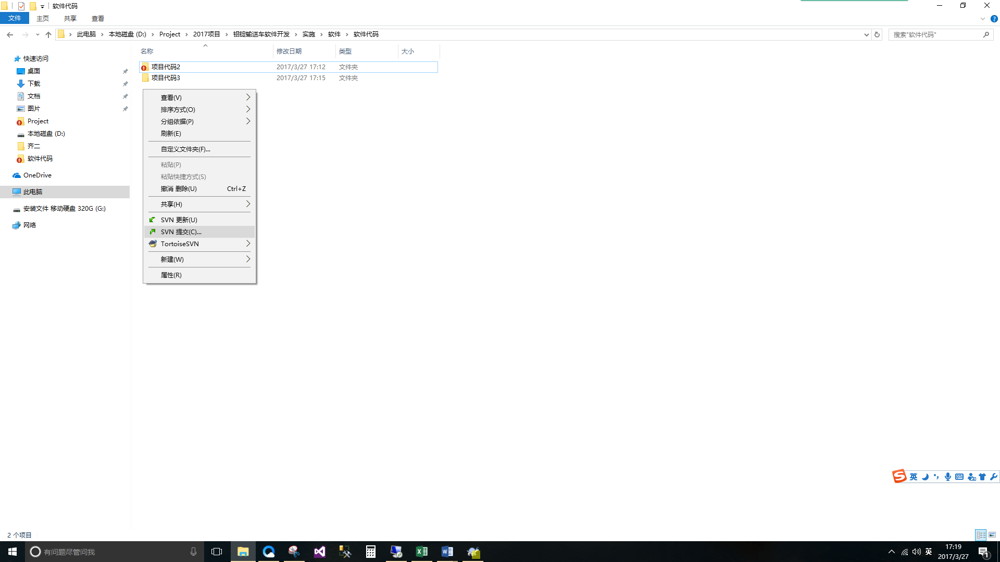 软件代码
文件 主页 共享 查看
此电脑 本地磁盘 (D:) Project 2017项目 铝锭输送车软件开发 实施 软件 软件代码
搜索"软件代码"
名称 修改日期 类型 大小
项目代码2 2017/3/27 17:12 文件夹
项目代码3 2017/3/27 17:15 文件夹
快速访问
桌面
下载
文档
图片
Project
本地磁盘 (D:)
齐二
软件代码
OneDrive
此电脑
安装文件 移动硬盘 320G (G:)
网络
查看(V)
排序方式(O)
分组依据(P)
刷新(E)
自定义文件夹(F)...
粘贴(P)
粘贴快捷方式(S)
撤消 删除(U) Ctrl+Z
共享(H)
SVN 更新(U)
SVN 提交(C)...
TortoiseSVN
新建(W)
属性(R)
英
2 个项目
有问题尽管问我
英
17:19
2017/3/27
1